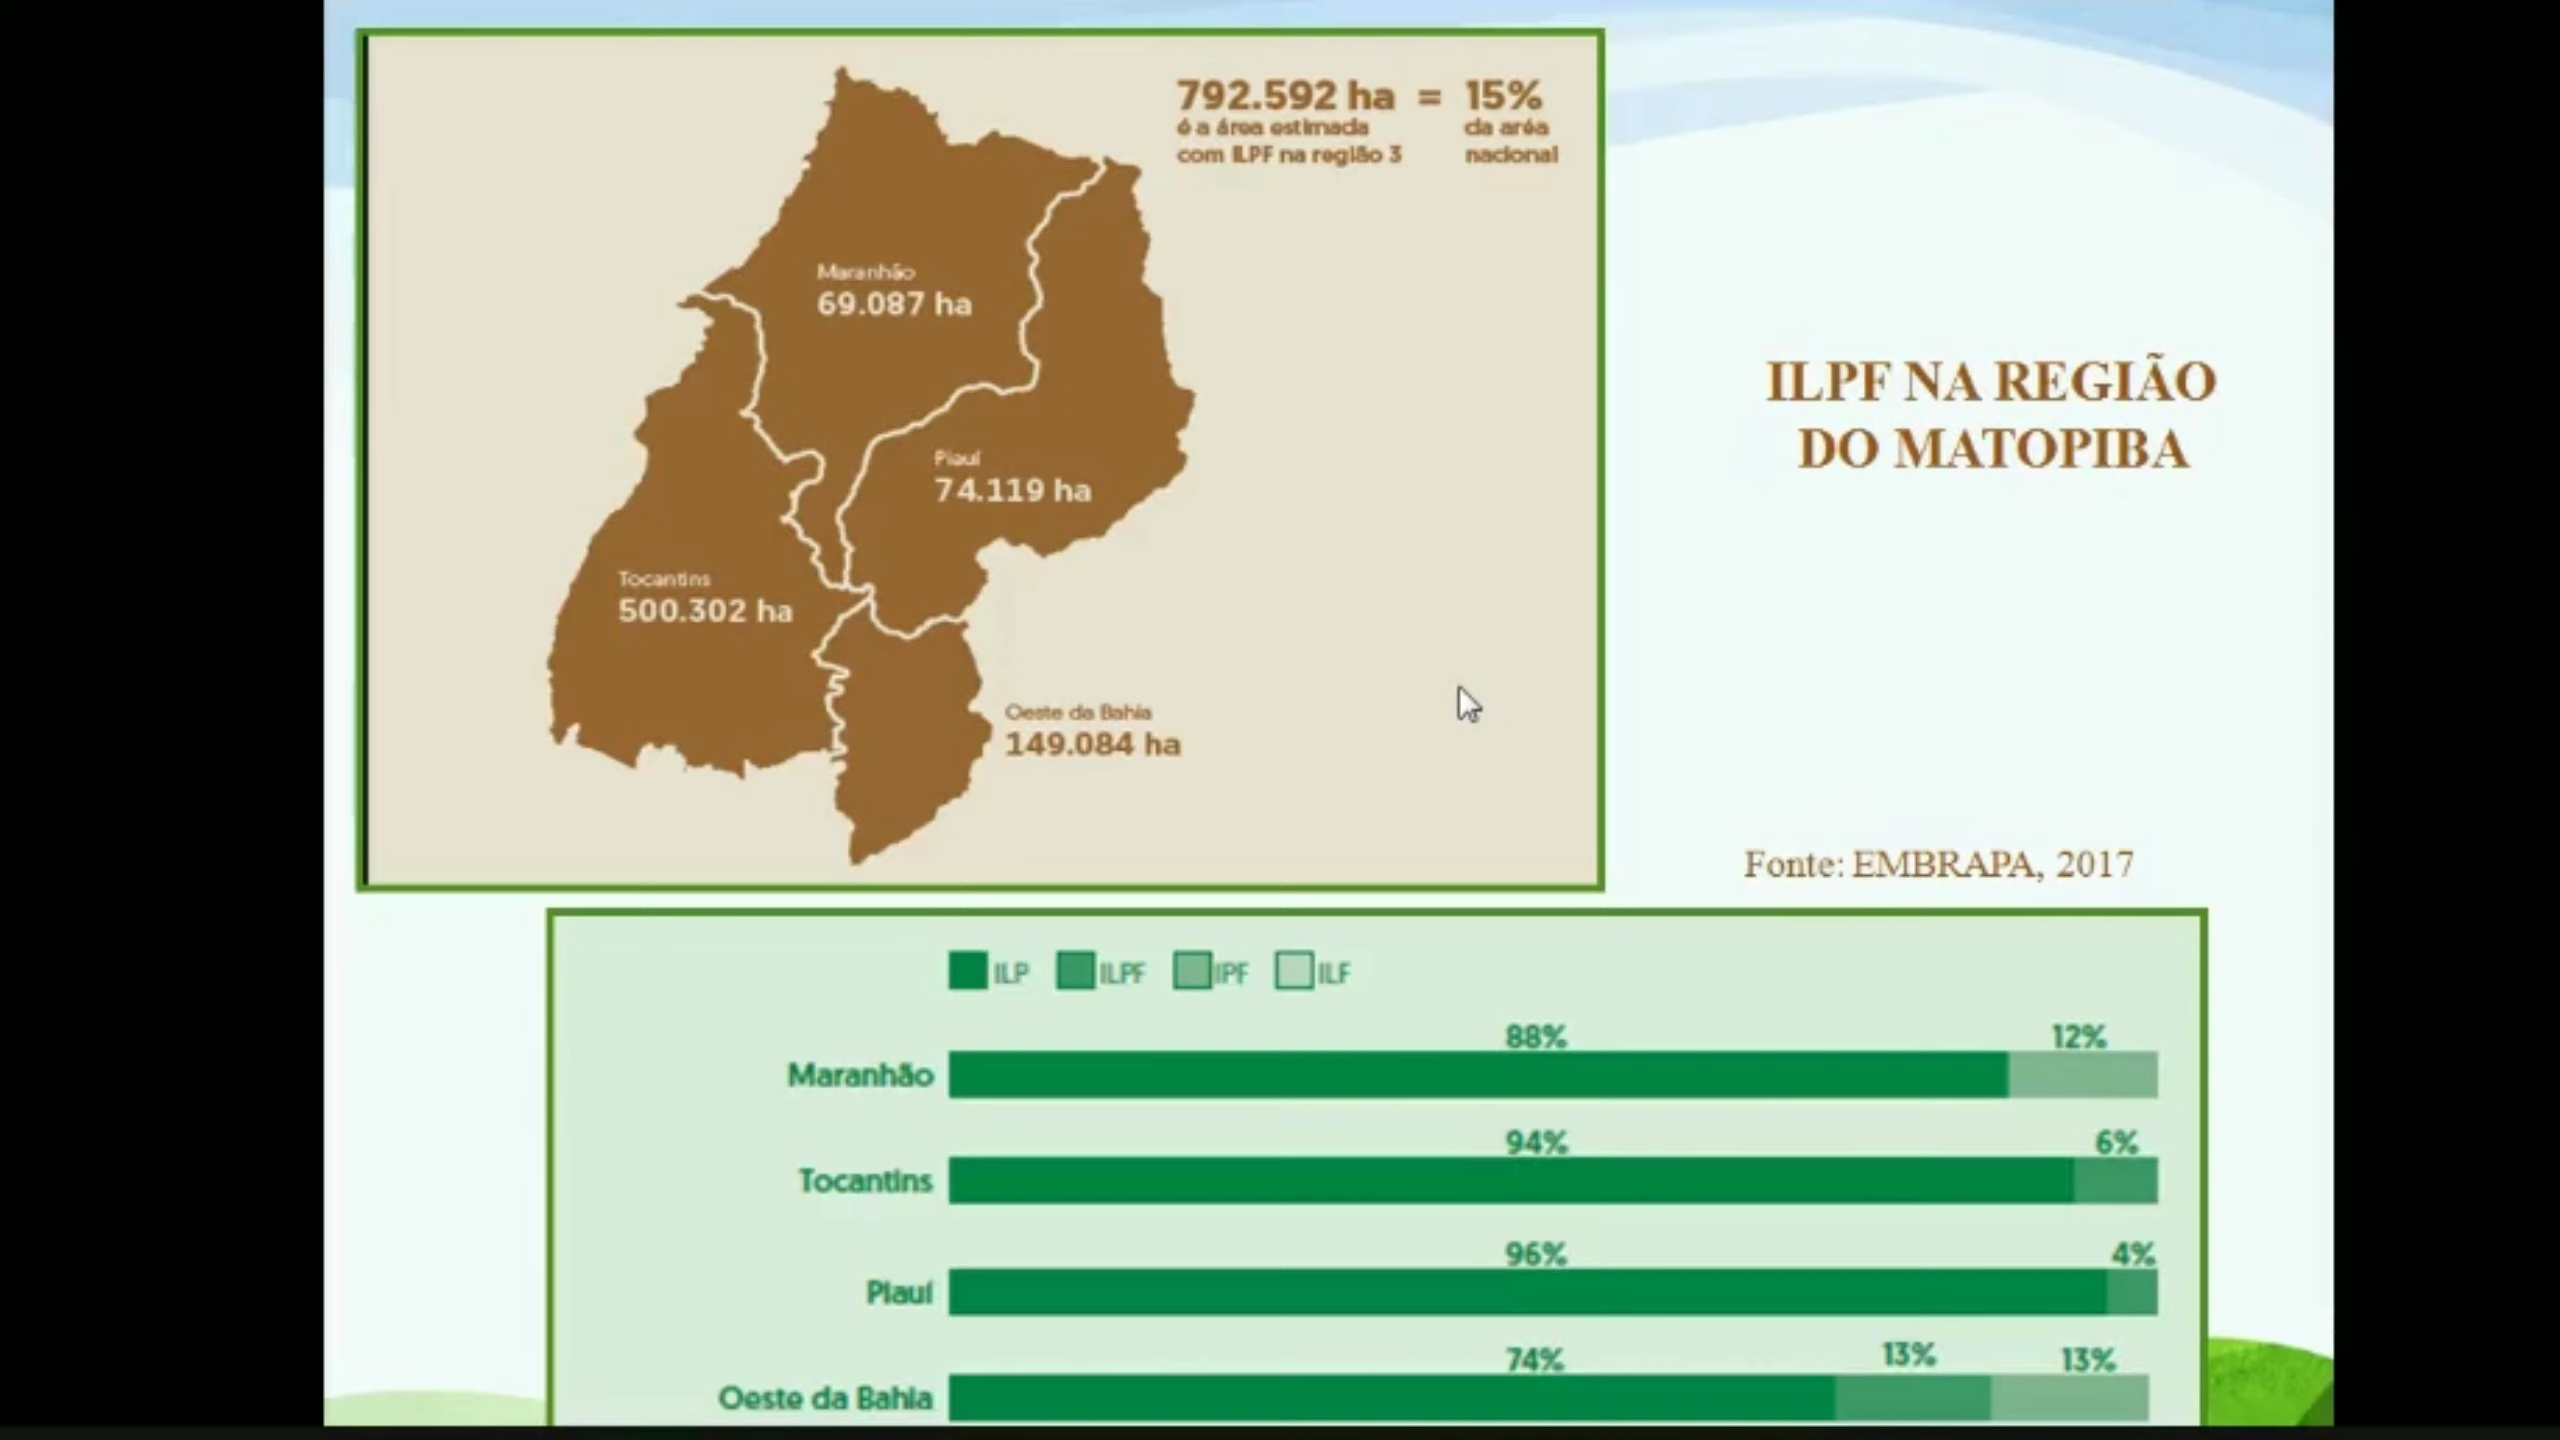 792.592 ha = 15%
é a área estimada da aréa
com ILPF na região 3 nacional
Maranhão
69.087 ha
Piauí
74.119 ha
Tocantins
500.302 ha
Oeste da Bahia
149.084 ha
ILPF NA REGIÃO
DO MATOPIBA
Fonte: EMBRAPA, 2017
ILP ILPF IPF ILF
88% 12%
Maranhão
94% 6%
Tocantins
96% 4%
Piauí
74% 13% 13%
Oeste da Bahia